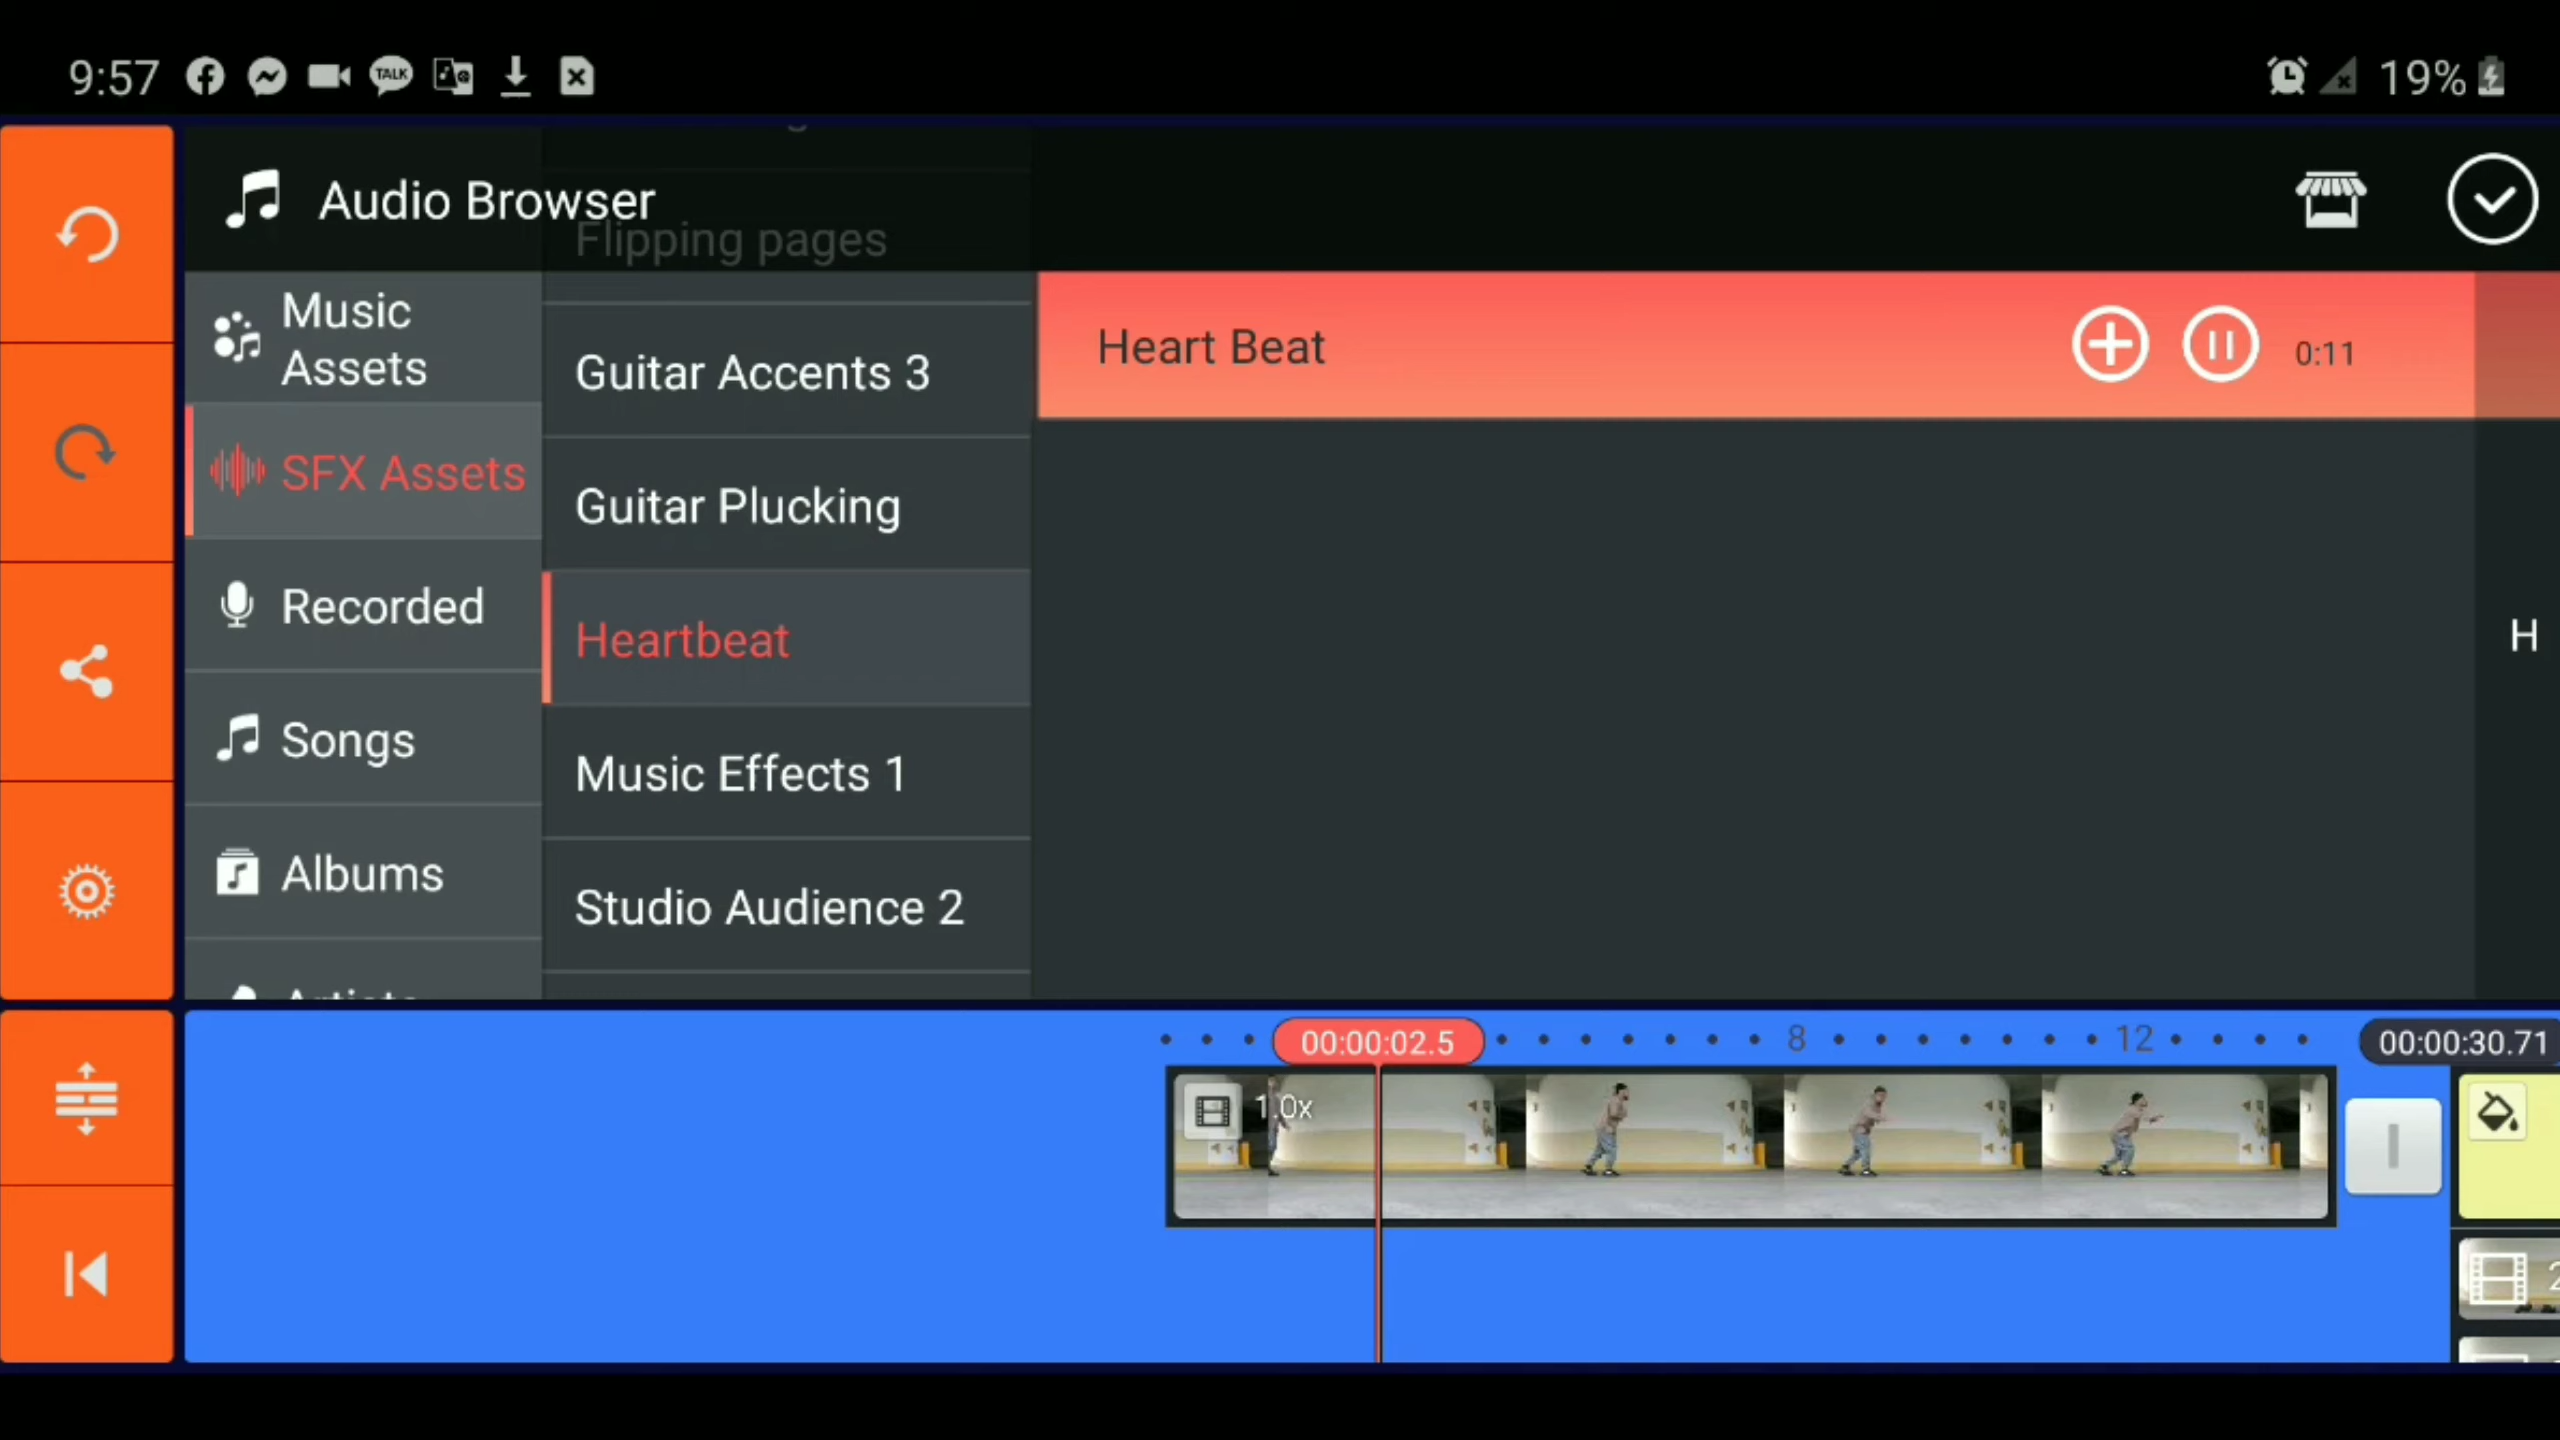 9:57
TALK
19%
Audio Browser
Flipping pages
Music
Assets
SFX Assets
Recorded
Songs
Albums
Guitar Accents 3
Guitar Plucking
Heartbeat
Music Effects 1
Studio Audience 2
Heart Beat
0:11
H
00:00:02.5
8
12
00:00:30.71
1.0x